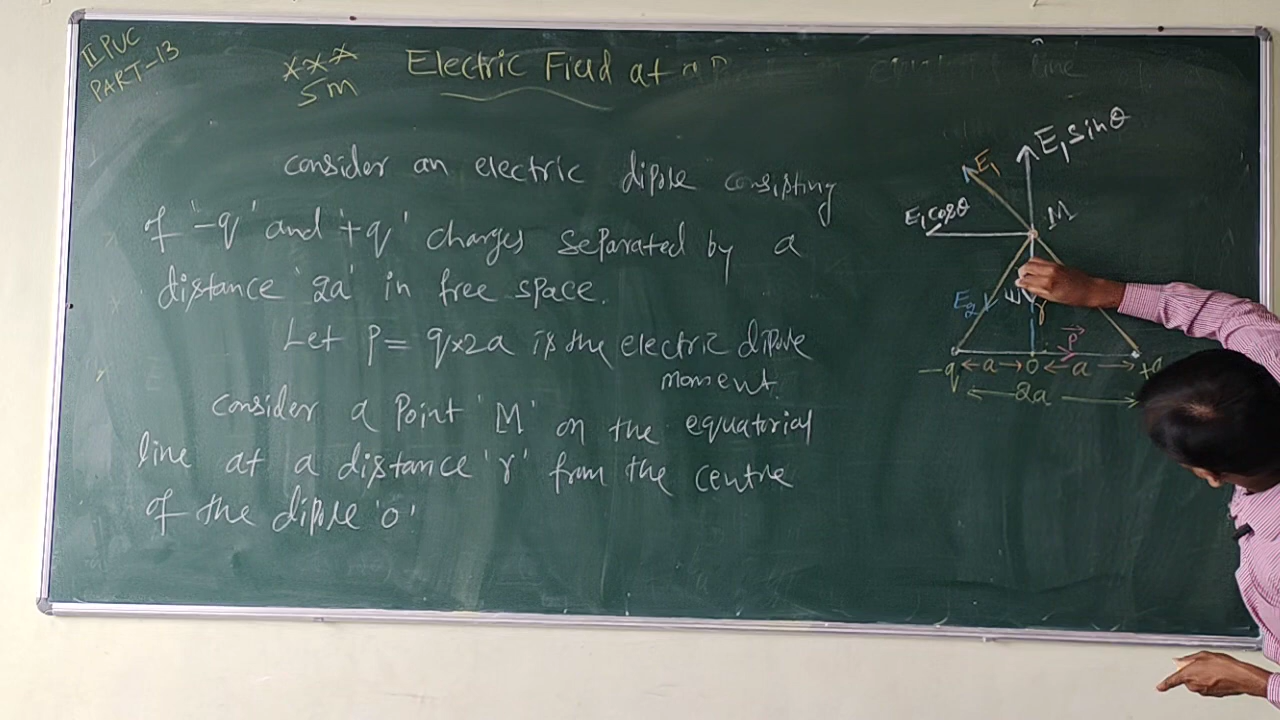 II PUC
PART-13
***
5m
Electric Field at a
line
consider an electric dipole consisting
of '-q' and '+q' charges separated by a
distance '2a' in free space.
Let p = q×2a is the electric dipole
moment.
consider a point 'M' on the equatorial
line at a distance 'r' from the centre
of the dipole 'o'
E₁ sinθ
E₁
M
E₁cosθ
E₂
r
p⃗
-q a o a +q
2a